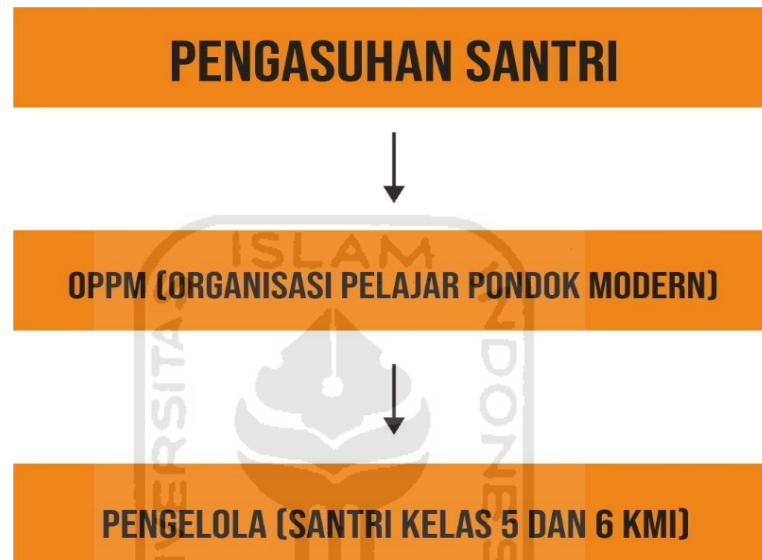 PENGASUHAN SANTRI
ISLAM
OPPM (ORGANISASI PELAJAR PONDOK MODERN)
PENGELOLA (SANTRI KELAS 5 DAN 6 KMI)